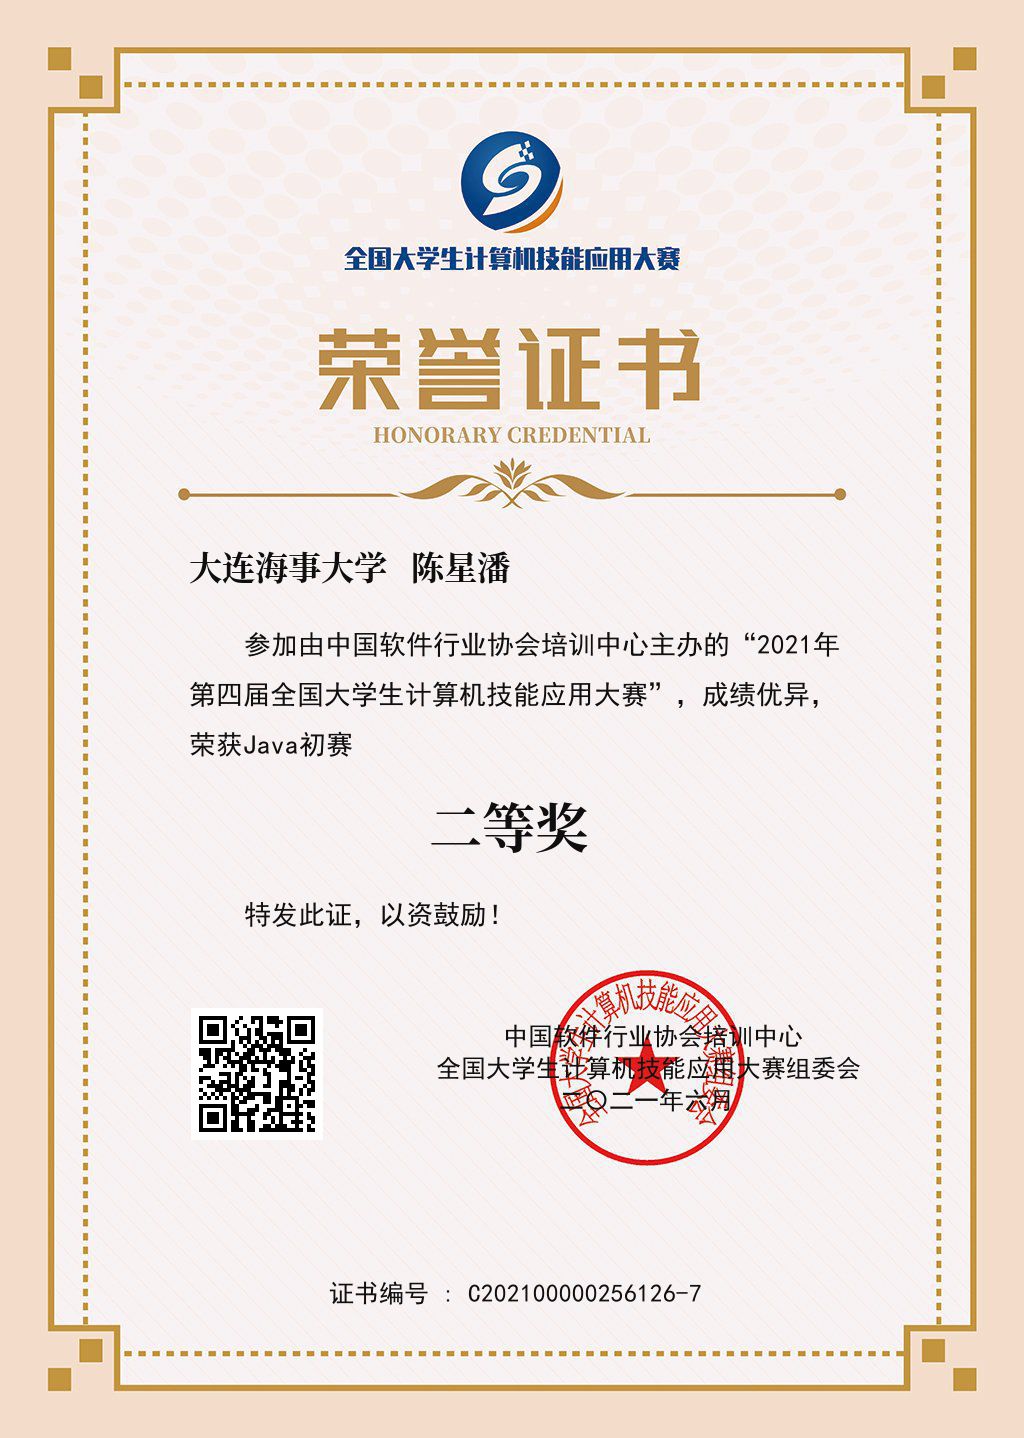 全国大学生计算机技能应用大赛
荣誉证书
HONORARY CREDENTIAL
大连海事大学 陈星潘
参加由中国软件行业协会培训中心主办的“2021年
第四届全国大学生计算机技能应用大赛”，成绩优异，
荣获Java初赛
二等奖
特发此证，以资鼓励！
全国大学生计算机技能应用大赛组委会
中国软件行业协会培训中心
全国大学生计算机技能应用大赛组委会
二〇二一年六月
证书编号 : C202100000256126-7